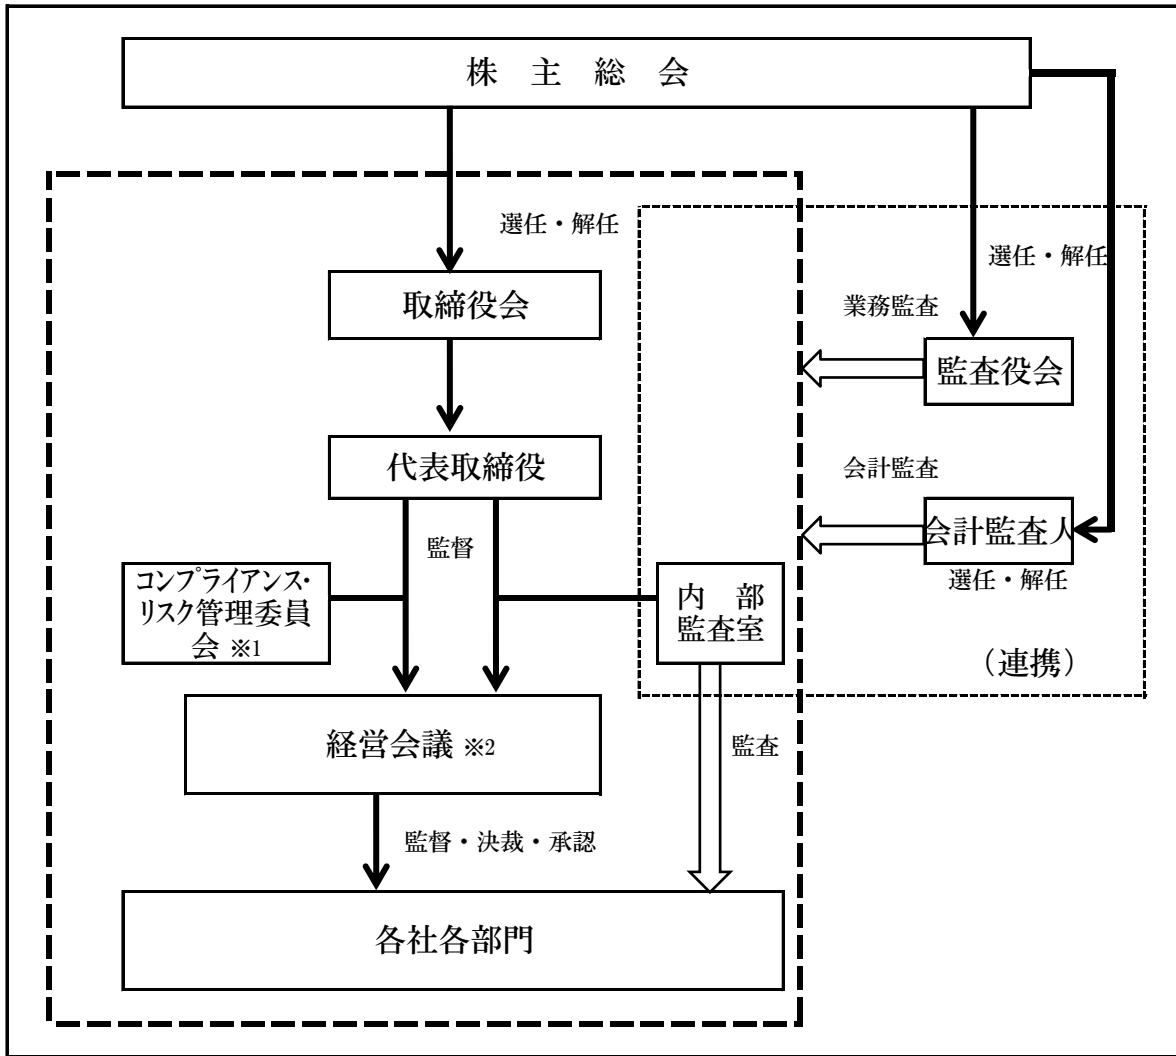 株 主 総 会
選任・解任
選任・解任
取締役会
業務監査
監査役会
代表取締役
会計監査
会計監査人
選任・解任
監督
コンプライアンス・
リスク管理委員
会 ※1
内 部
監査室
（連携）
経営会議 ※2
監査
監督・決裁・承認
各社各部門